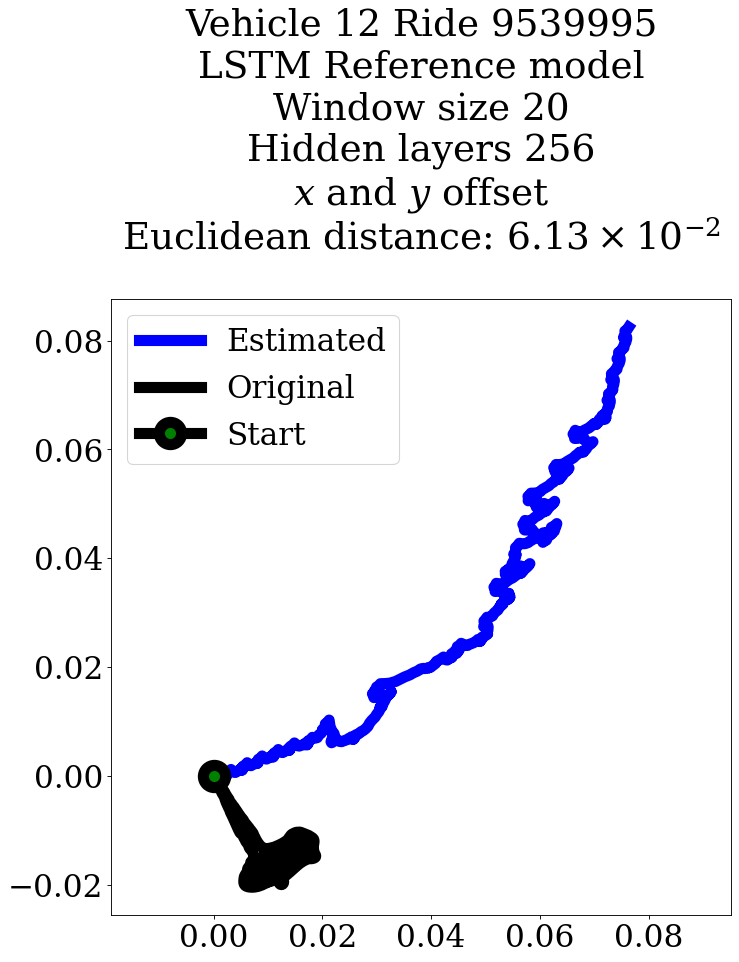 Vehicle 12 Ride 9539995
LSTM Reference model
Window size 20
Hidden layers 256
x and y offset
Euclidean distance: 6.13 × 10⁻²
Estimated
Original
Start
0.08
0.06
0.04
0.02
0.00
−0.02
0.00 0.02 0.04 0.06 0.08